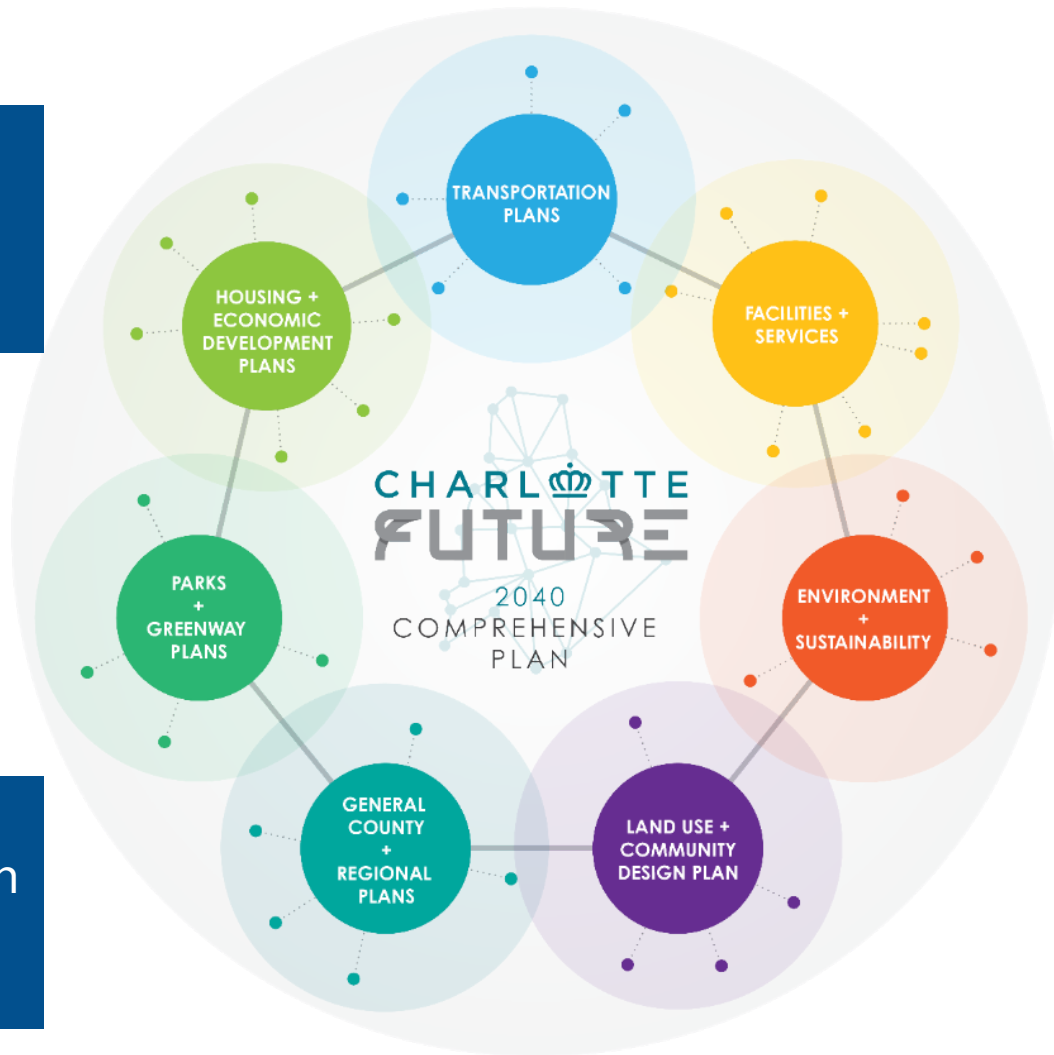 TRANSPORTATION
PLANS
FACILITIES +
SERVICES
HOUSING +
ECONOMIC
DEVELOPMENT
PLANS
CHARLOTTE
FUTURE
2040
COMPREHENSIVE
PLAN
PARKS
+
GREENWAY
PLANS
ENVIRONMENT
+
SUSTAINABILITY
GENERAL
COUNTY
+
REGIONAL
PLANS
LAND USE +
COMMUNITY
DESIGN PLAN